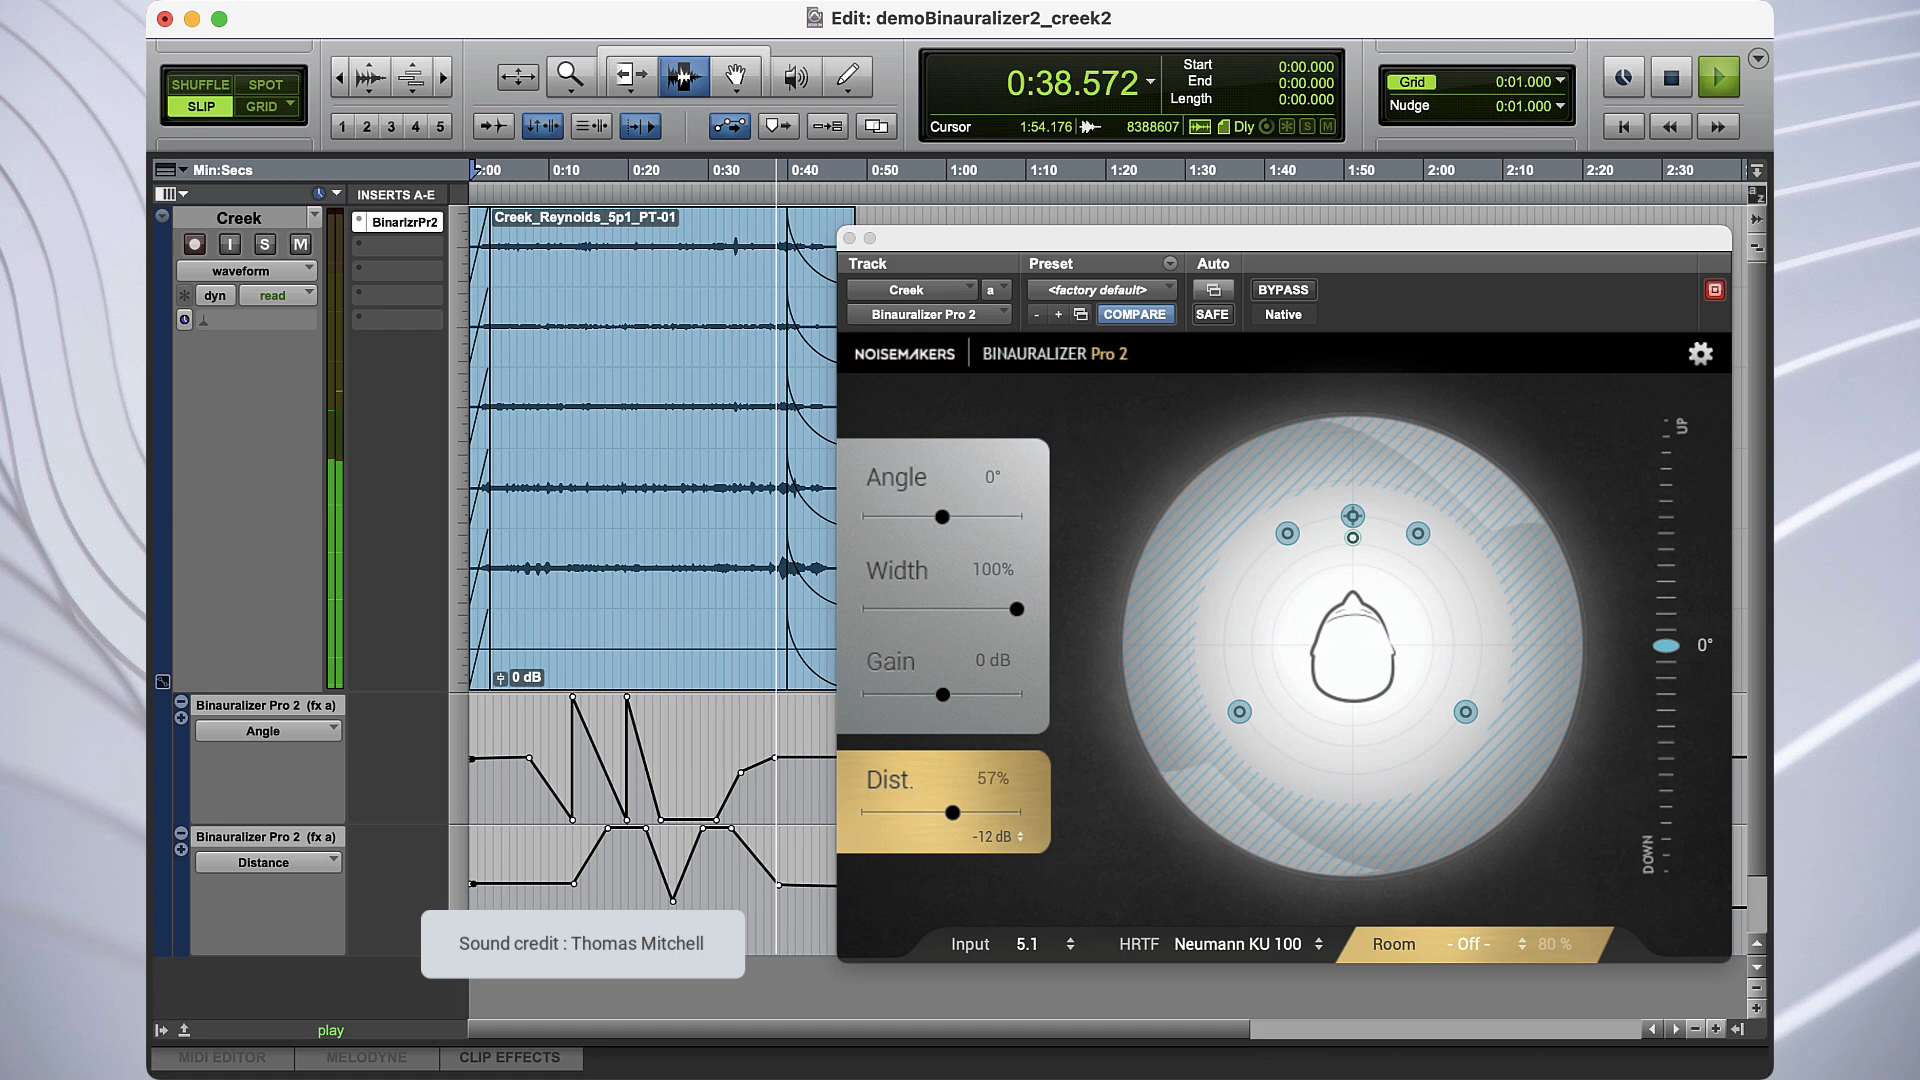 Edit: demoBinauralizer2_creek2
SHUFFLE SPOT
SLIP GRID
1 2 3 4 5
0:38.572
Start 0:00.000
End 0:00.000
Length 0:00.000
Cursor 1:54.176 8388607 Dly S M
Grid 0:01.000
Nudge 0:01.000
Min:Secs
0:00 0:10 0:20 0:30 0:40 0:50 1:00 1:10 1:20 1:30 1:40 1:50 2:00 2:10 2:20 2:30
INSERTS A-E
a z
Creek
I S M
waveform
dyn read
BinarlzrPr2
Creek_Reynolds_5p1_PT-01
0 dB
Track Preset Auto
Creek a <factory default> BYPASS
Binauralizer Pro 2 - + COMPARE SAFE Native
NOISEMAKERS BINAURALIZER Pro 2
Angle 0°
Width 100%
Gain 0 dB
Dist. 57%
-12 dB
UP
0°
DOWN
Input 5.1 HRTF Neumann KU 100 Room - Off - 80 %
Binauralizer Pro 2 (fx a)
Angle
Binauralizer Pro 2 (fx a)
Distance
Sound credit : Thomas Mitchell
play
MIDI EDITOR MELODYNE CLIP EFFECTS